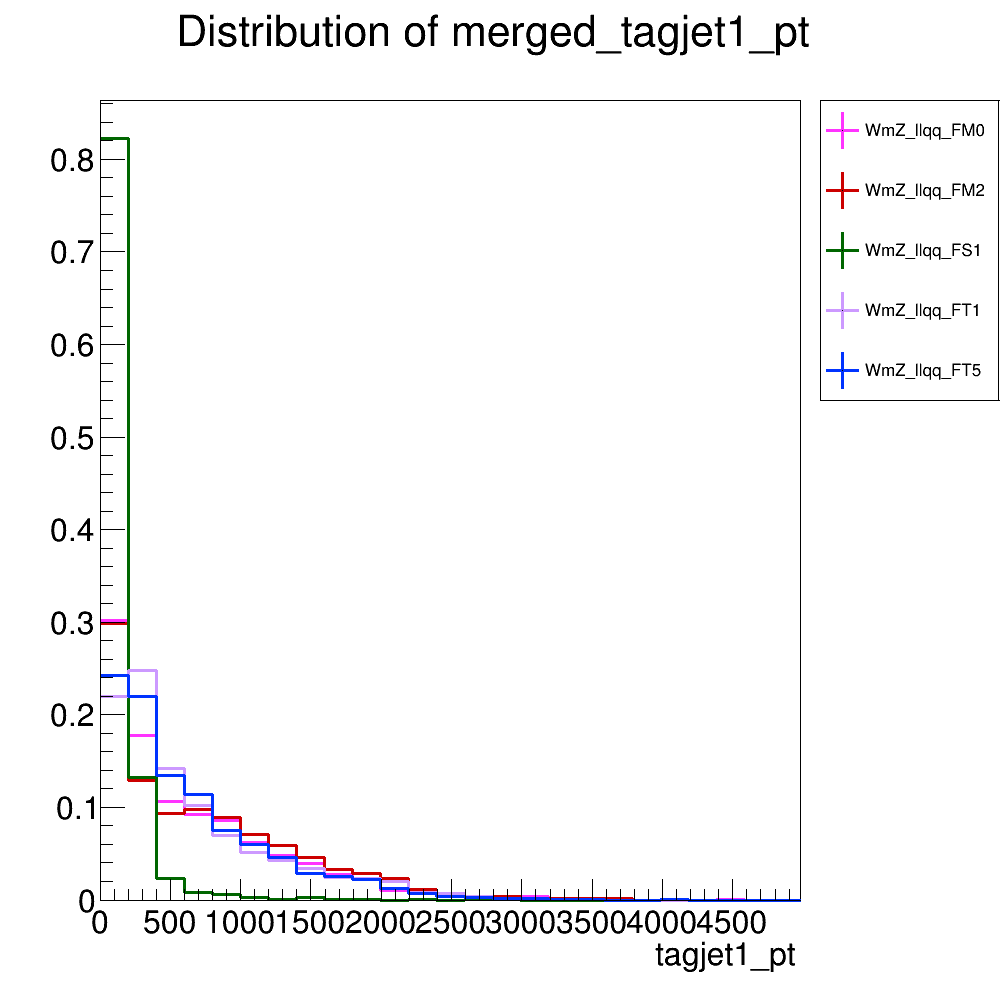 Distribution of merged_tagjet1_pt
WmZ_llqq_FM0
WmZ_llqq_FM2
WmZ_llqq_FS1
WmZ_llqq_FT1
WmZ_llqq_FT5
0.8
0.7
0.6
0.5
0.4
0.3
0.2
0.1
0
0 500 1000 1500 2000 2500 3000 3500 4000 4500
tagjet1_pt